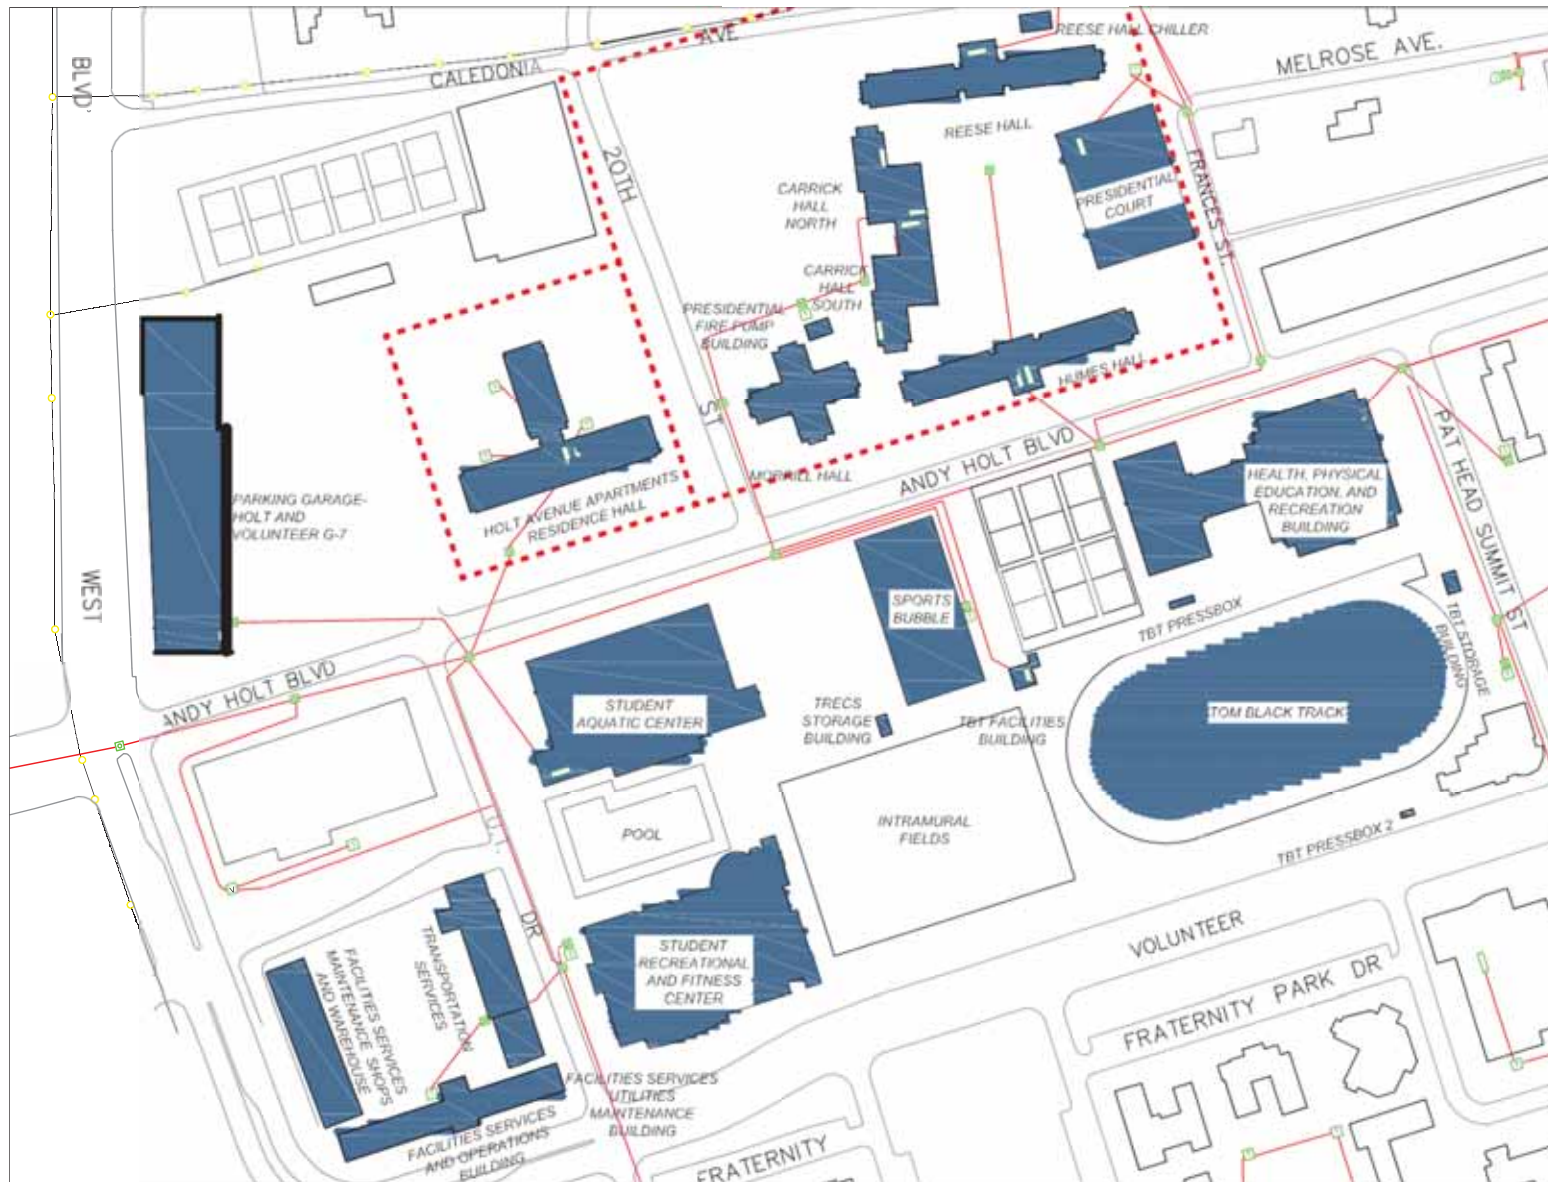 REESE HALL CHILLER
AVE
MELROSE AVE.
BLVD
CALEDONIA
REESE HALL
20TH
FRANCES ST.
CARRICK
HALL
NORTH
PRESIDENTIAL
COURT
CARRICK
HALL
SOUTH
PRESIDENTIAL
FIRE PUMP
BUILDING
HUMES HALL
ST
MORRILL HALL
ANDY HOLT BLVD
PAT HEAD SUMMIT ST
HOLT AVENUE APARTMENTS
RESIDENCE HALL
PARKING GARAGE-
HOLT AND
VOLUNTEER G-7
HEALTH, PHYSICAL
EDUCATION, AND
RECREATION
BUILDING
WEST
SPORTS
BUBBLE
TBT PRESSBOX
TBT STORAGE
BUILDING
ANDY HOLT BLVD
STUDENT
AQUATIC CENTER
TRECS
STORAGE
BUILDING
TBT FACILITIES
BUILDING
TOM BLACK TRACK
POOL
INTRAMURAL
FIELDS
TBT PRESSBOX 2
U.T.
DR
VOLUNTEER
TRANSPORTATION
SERVICES
FACILITIES SERVICES
MAINTENANCE SHOPS
AND WAREHOUSE
STUDENT
RECREATIONAL
AND FITNESS
CENTER
FRATERNITY PARK DR
FACILITIES SERVICES
UTILITIES
MAINTENANCE
BUILDING
FACILITIES SERVICES
AND OPERATIONS
BUILDING
FRATERNITY